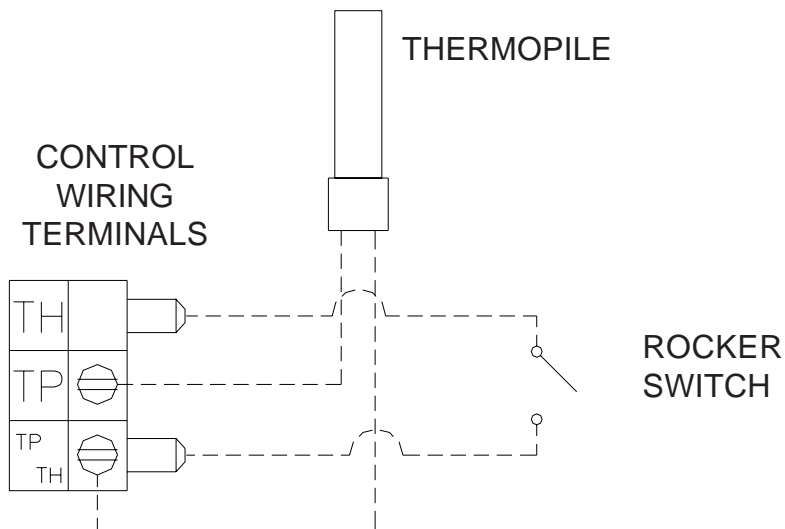 THERMOPILE
CONTROL
WIRING
TERMINALS
TH
TP
TP
TH
ROCKER
SWITCH